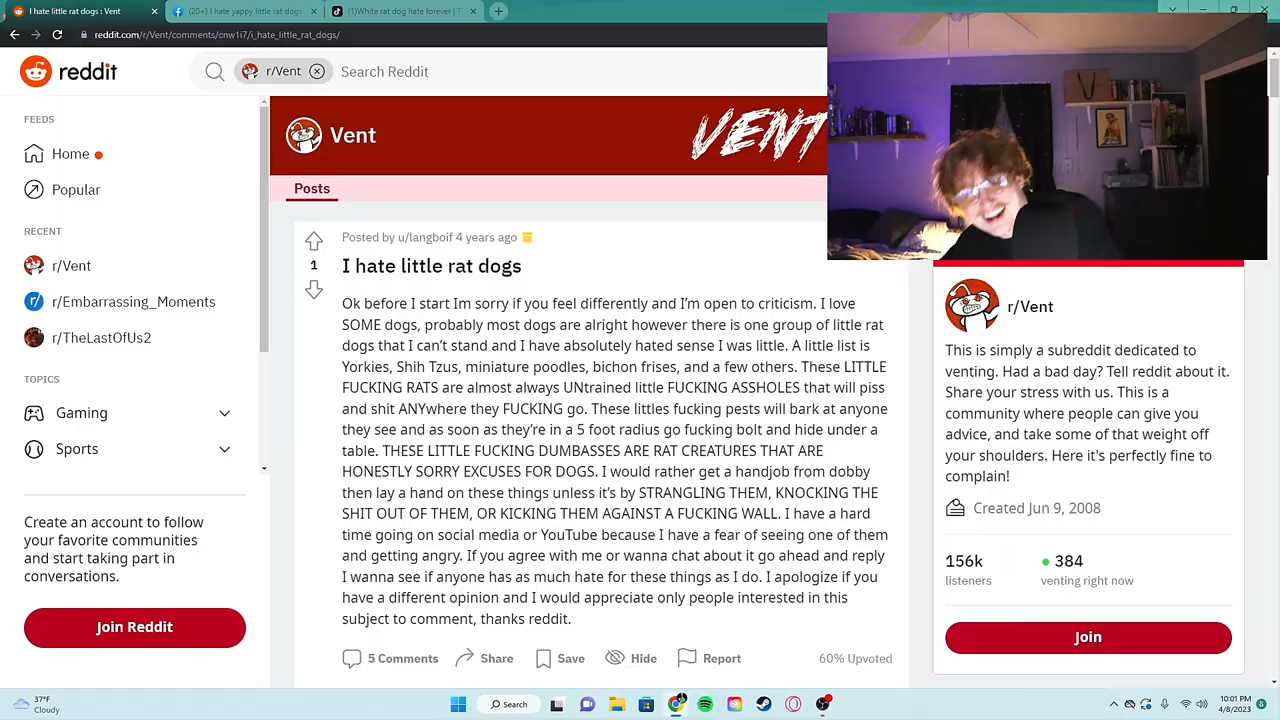 I hate little rat dogs : Vent
(20+) I hate yappy little rat dogs
I hate rat dog forever | T
reddit.com/r/Vent/comments/cnw1i7/i_hate_little_rat_dogs/
reddit
r/Vent
Search Reddit
FEEDS
Home
Popular
RECENT
r/Vent
r/Embarrassing_Moments
r/TheLastOfUs2
TOPICS
Gaming
Sports
Create an account to follow
your favorite communities
and start taking part in
conversations.
Join Reddit
Vent
VENT
Posts
Posted by u/langboif 4 years ago
1
I hate little rat dogs
Ok before I start Im sorry if you feel differently and I’m open to criticism. I love
SOME dogs, probably most dogs are alright however there is one group of little rat
dogs that I can’t stand and I have absolutely hated sense I was little. A little list is
Yorkies, Shih Tzus, miniature poodles, bichon frises, and a few others. These LITTLE
FUCKING RATS are almost always UNtrained little FUCKING ASSHOLES that will piss
and shit ANYwhere they FUCKING go. These littles fucking pests will bark at anyone
they see and as soon as they’re in a 5 foot radius go fucking bolt and hide under a
table. THESE LITTLE FUCKING DUMBASSES ARE RAT CREATURES THAT ARE
HONESTLY SORRY EXCUSES FOR DOGS. I would rather get a handjob from dobby
then lay a hand on these things unless it’s by STRANGLING THEM, KNOCKING THE
SHIT OUT OF THEM, OR KICKING THEM AGAINST A FUCKING WALL. I have a hard
time going on social media or YouTube because I have a fear of seeing one of them
and getting angry. If you agree with me or wanna chat about it go ahead and reply
I wanna see if anyone has as much hate for these things as I do. I apologize if you
have a different opinion and I would appreciate only people interested in this
subject to comment, thanks reddit.
5 Comments
Share
Save
Hide
Report
60% Upvoted
r/Vent
This is simply a subreddit dedicated to
venting. Had a bad day? Tell reddit about it.
Share your stress with us. This is a
community where people can give you
advice, and take some of that weight off
your shoulders. Here it's perfectly fine to
complain!
Created Jun 9, 2008
156k
384
listeners
venting right now
Join
37°F
Cloudy
Search
10:01 PM
4/8/2023